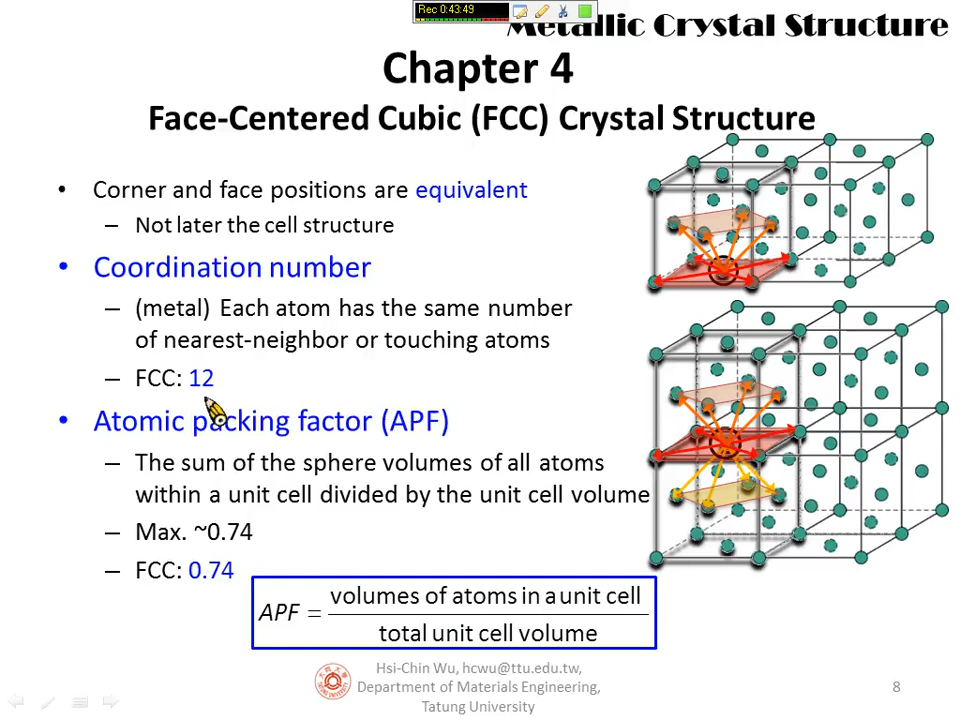 Rec 0:43:49
Metallic Crystal Structure
Chapter 4
Face-Centered Cubic (FCC) Crystal Structure
• Corner and face positions are equivalent
– Not later the cell structure
• Coordination number
– (metal) Each atom has the same number
of nearest-neighbor or touching atoms
– FCC: 12
• Atomic packing factor (APF)
– The sum of the sphere volumes of all atoms
within a unit cell divided by the unit cell volume
– Max. ~0.74
– FCC: 0.74
volumes of atoms in a unit cell
APF =
total unit cell volume
Hsi-Chin Wu, hcwu@ttu.edu.tw,
Department of Materials Engineering,
Tatung University
8